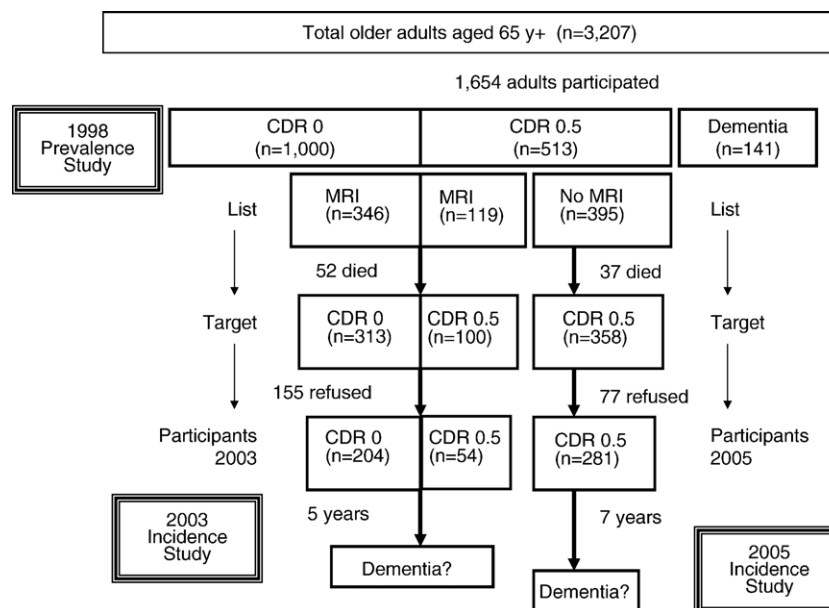 Total older adults aged 65 y+ (n=3,207)
1,654 adults participated
1998
Prevalence
Study
CDR 0
(n=1,000)
CDR 0.5
(n=513)
Dementia
(n=141)
List
MRI
(n=346)
MRI
(n=119)
No MRI
(n=395)
List
52 died
37 died
Target
CDR 0
(n=313)
CDR 0.5
(n=100)
CDR 0.5
(n=358)
Target
155 refused
77 refused
Participants
2003
CDR 0
(n=204)
CDR 0.5
(n=54)
CDR 0.5
(n=281)
Participants
2005
2003
Incidence
Study
5 years
7 years
2005
Incidence
Study
Dementia?
Dementia?